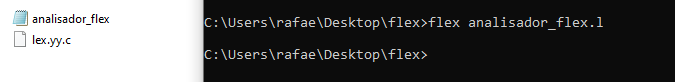 analisador_flex
lex.yy.c
C:\Users\rafae\Desktop\flex>flex analisador_flex.l
C:\Users\rafae\Desktop\flex>